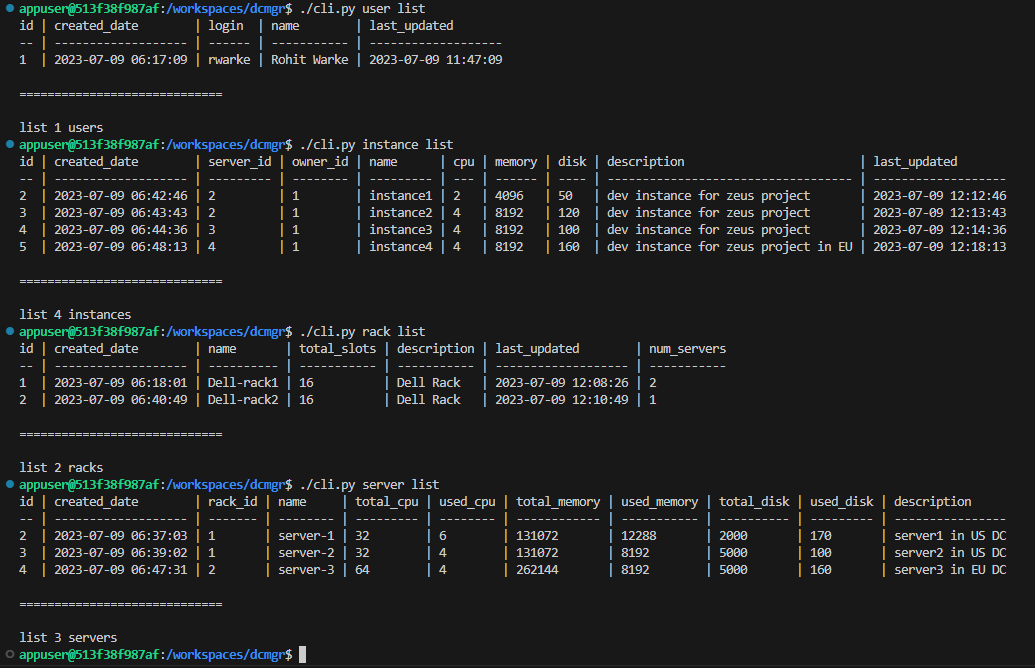 appuser@513f38f987af:/workspaces/dcmgr$ ./cli.py user list
id | created_date        | login  | name        | last_updated
-- | ------------------- | ------ | ----------- | -------------------
1  | 2023-07-09 06:17:09 | rwarke | Rohit Warke | 2023-07-09 11:47:09
=============================
list 1 users
appuser@513f38f987af:/workspaces/dcmgr$ ./cli.py instance list
id | created_date        | server_id | owner_id | name      | cpu | memory | disk | description                         | last_updated
-- | ------------------- | --------- | -------- | --------- | --- | ------ | ---- | ----------------------------------- | -------------------
2  | 2023-07-09 06:42:46 | 2         | 1        | instance1 | 2   | 4096   | 50   | dev instance for zeus project       | 2023-07-09 12:12:46
3  | 2023-07-09 06:43:43 | 2         | 1        | instance2 | 4   | 8192   | 120  | dev instance for zeus project       | 2023-07-09 12:13:43
4  | 2023-07-09 06:44:36 | 3         | 1        | instance3 | 4   | 8192   | 100  | dev instance for zeus project       | 2023-07-09 12:14:36
5  | 2023-07-09 06:48:13 | 4         | 1        | instance4 | 4   | 8192   | 160  | dev instance for zeus project in EU | 2023-07-09 12:18:13
=============================
list 4 instances
appuser@513f38f987af:/workspaces/dcmgr$ ./cli.py rack list
id | created_date        | name       | total_slots | description | last_updated        | num_servers
-- | ------------------- | ---------- | ----------- | ----------- | ------------------- | -----------
1  | 2023-07-09 06:18:01 | Dell-rack1 | 16          | Dell Rack   | 2023-07-09 12:08:26 | 2
2  | 2023-07-09 06:40:49 | Dell-rack2 | 16          | Dell Rack   | 2023-07-09 12:10:49 | 1
=============================
list 2 racks
appuser@513f38f987af:/workspaces/dcmgr$ ./cli.py server list
id | created_date        | rack_id | name     | total_cpu | used_cpu | total_memory | used_memory | total_disk | used_disk | description
-- | ------------------- | ------- | -------- | --------- | -------- | ------------ | ----------- | ---------- | --------- | ----------------
2  | 2023-07-09 06:37:03 | 1       | server-1 | 32        | 6        | 131072       | 12288       | 2000       | 170       | server1 in US DC
3  | 2023-07-09 06:39:02 | 1       | server-2 | 32        | 4        | 131072       | 8192        | 5000       | 100       | server2 in US DC
4  | 2023-07-09 06:47:31 | 2       | server-3 | 64        | 4        | 262144       | 8192        | 5000       | 160       | server3 in EU DC
=============================
list 3 servers
appuser@513f38f987af:/workspaces/dcmgr$